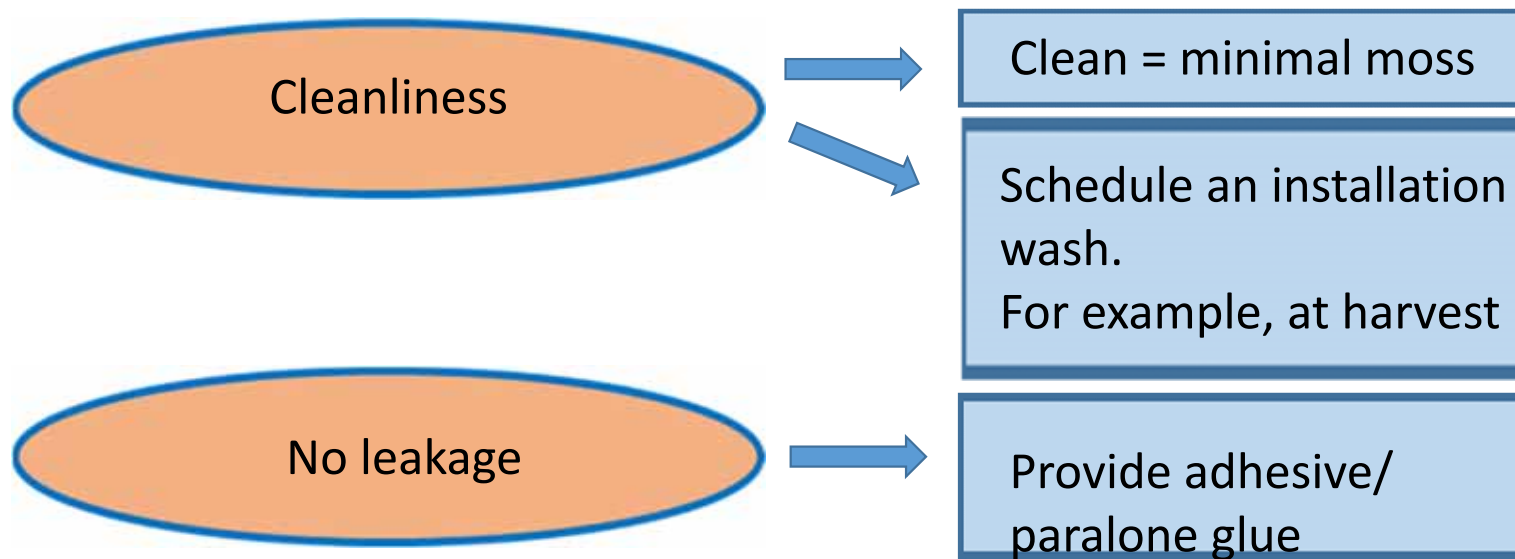 Cleanliness
Clean = minimal moss
Schedule an installation
wash.
For example, at harvest
No leakage
Provide adhesive/
paralone glue